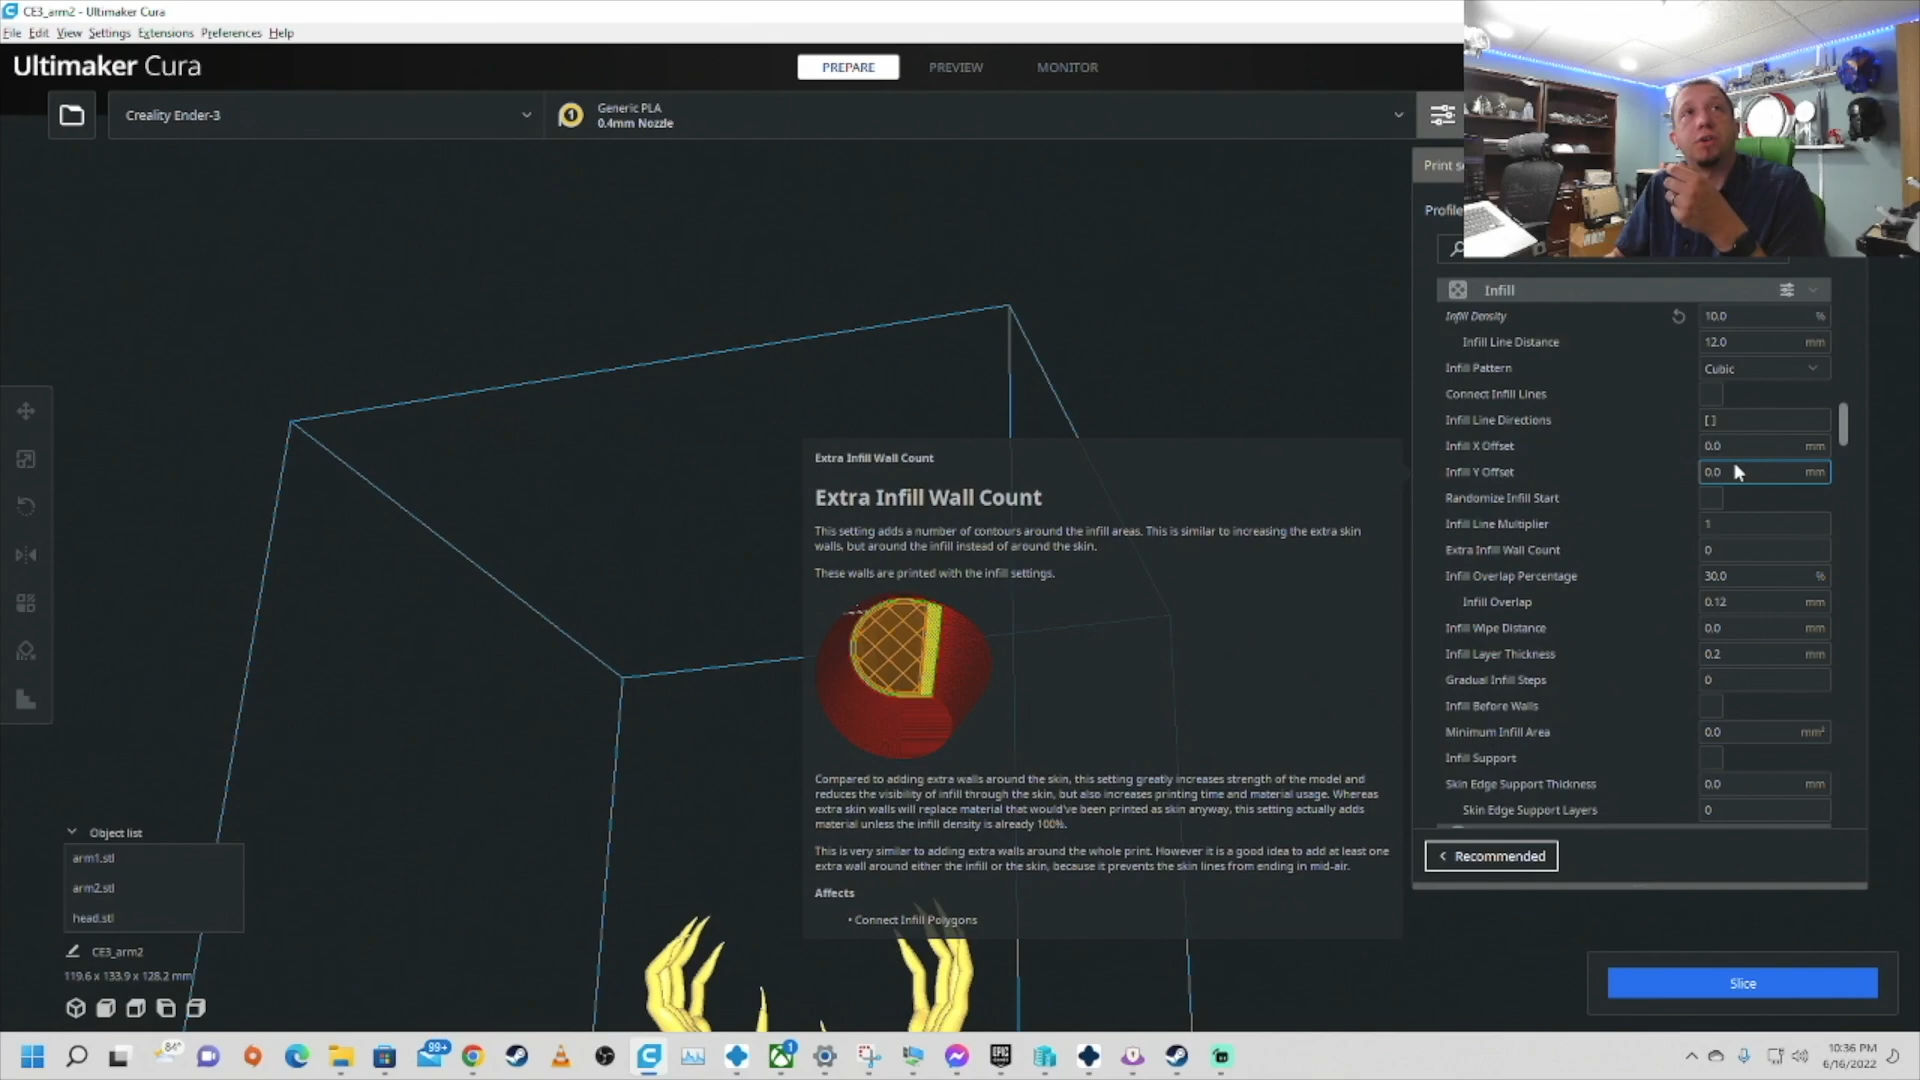 CE3_arm2 - Ultimaker Cura
File Edit View Settings Extensions Preferences Help
Ultimaker Cura
PREPARE
PREVIEW
MONITOR
Creality Ender-3
1
Generic PLA
0.4mm Nozzle
Print se
Profile
Infill
Infill Density 10.0 %
Infill Line Distance 12.0 mm
Infill Pattern Cubic
Connect Infill Lines
Infill Line Directions [ ]
Infill X Offset 0.0 mm
Infill Y Offset 0.0 mm
Randomize Infill Start
Infill Line Multiplier 1
Extra Infill Wall Count 0
Infill Overlap Percentage 30.0 %
Infill Overlap 0.12 mm
Infill Wipe Distance 0.0 mm
Infill Layer Thickness 0.2 mm
Gradual Infill Steps 0
Infill Before Walls
Minimum Infill Area 0.0 mm²
Infill Support
Skin Edge Support Thickness 0.0 mm
Skin Edge Support Layers 0
Recommended
Slice
Extra Infill Wall Count
Extra Infill Wall Count
This setting adds a number of contours around the infill areas. This is similar to increasing the extra skin
walls, but around the infill instead of around the skin.
These walls are printed with the infill settings.
Compared to adding extra walls around the skin, this setting greatly increases strength of the model and
reduces the visibility of infill through the skin, but also increases printing time and material usage. Whereas
extra skin walls will replace material that would've been printed as skin anyway, this setting actually adds
material unless the infill density is already 100%.
This is very similar to adding extra walls around the whole print. However it is a good idea to add at least one
extra wall around either the infill or the skin, because it prevents the skin lines from ending in mid-air.
Affects
• Connect Infill Polygons
Object list
arm1.stl
arm2.stl
head.stl
CE3_arm2
119.6 x 133.9 x 128.2 mm
84°
99+
1
EPIC
10:36 PM
6/16/2022